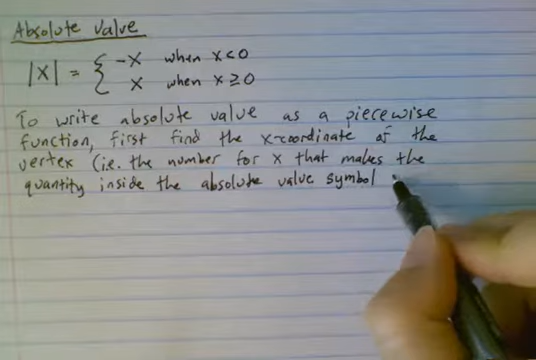 Absolute Value
|x| = { -x when x < 0
x when x ≥ 0
To write absolute value as a piecewise
function, first find the x-coordinate of the
vertex (i.e. the number for x that makes the
quantity inside the absolute value symbol